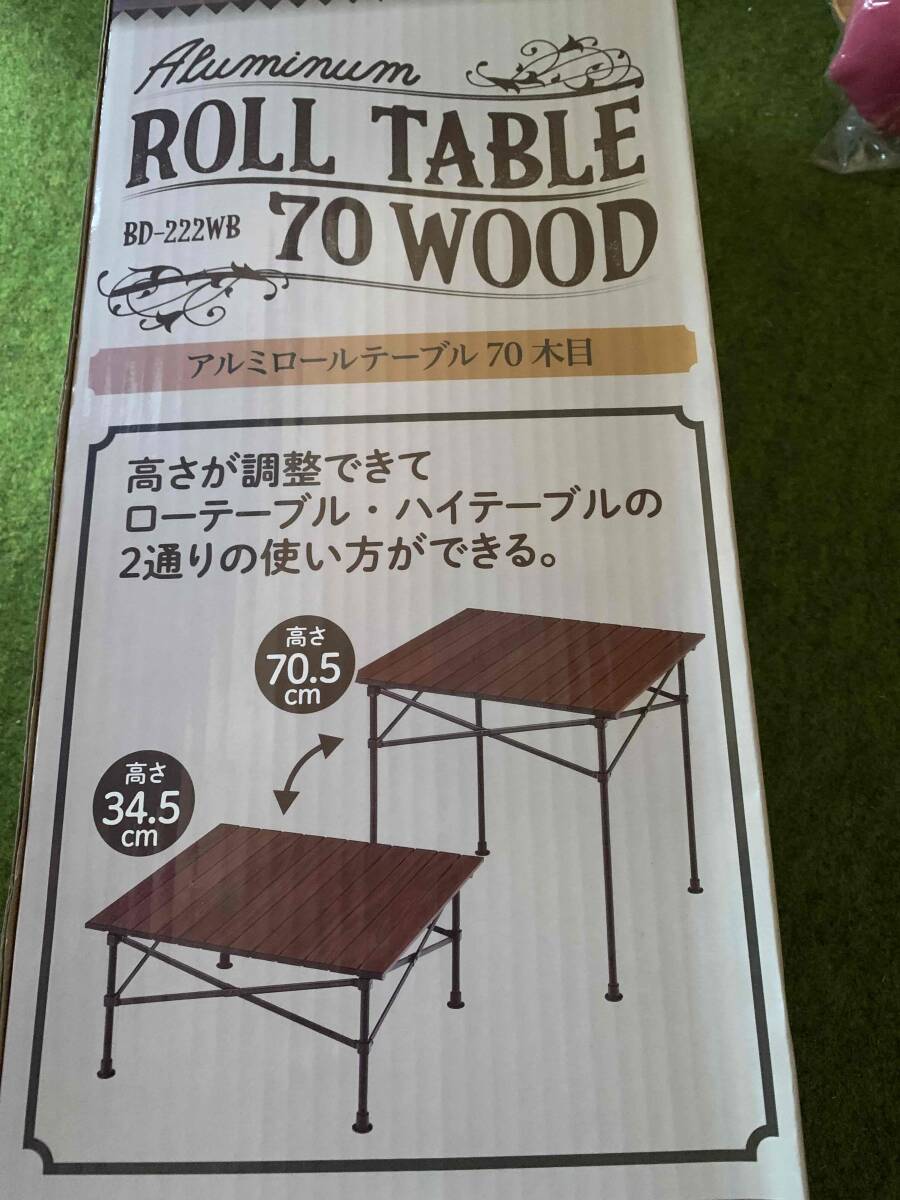 Aluminum
ROLL TABLE
BD-222WB 70 WOOD
アルミロールテーブル 70 木目
高さが調整できて
ローテーブル・ハイテーブルの
2通りの使い方ができる。
高さ
70.5
cm
高さ
34.5
cm